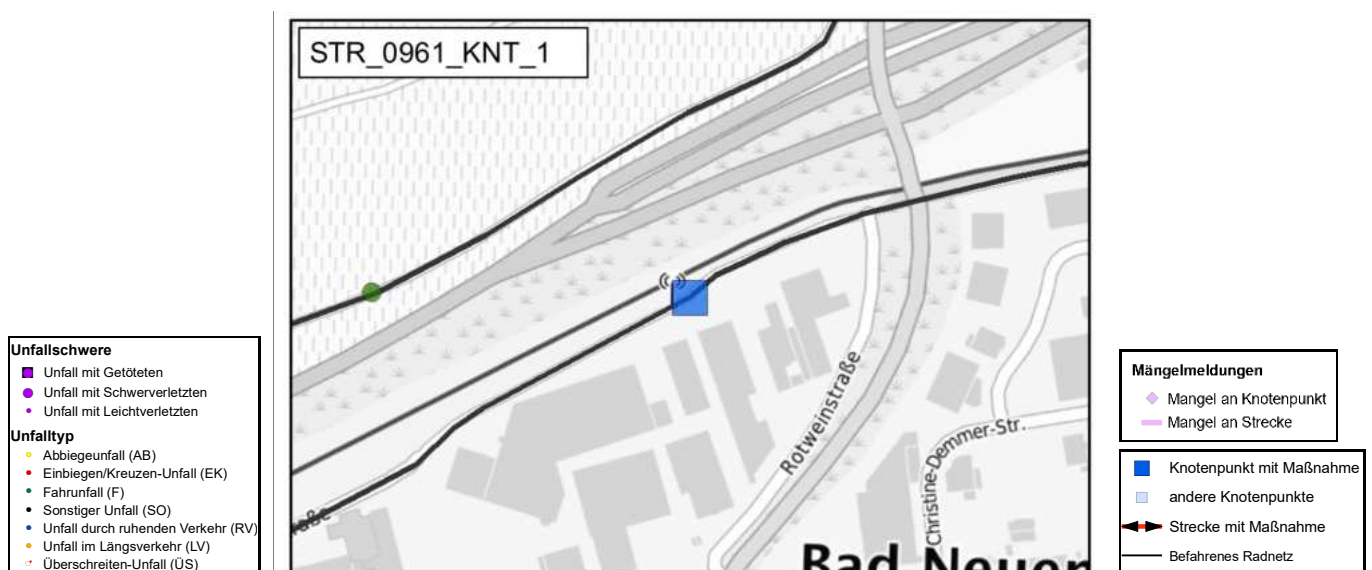 STR_0961_KNT_1
Rotweinstraße
Christine-Demmer-Str.
aße
Bad Neuen
Unfallschwere
Unfall mit Getöteten
Unfall mit Schwerverletzten
Unfall mit Leichtverletzten
Unfalltyp
Abbiegeunfall (AB)
Einbiegen/Kreuzen-Unfall (EK)
Fahrunfall (F)
Sonstiger Unfall (SO)
Unfall durch ruhenden Verkehr (RV)
Unfall im Längsverkehr (LV)
Überschreiten-Unfall (ÜS)
Mängelmeldungen
Mangel an Knotenpunkt
Mangel an Strecke
Knotenpunkt mit Maßnahme
andere Knotenpunkte
Strecke mit Maßnahme
Befahrenes Radnetz